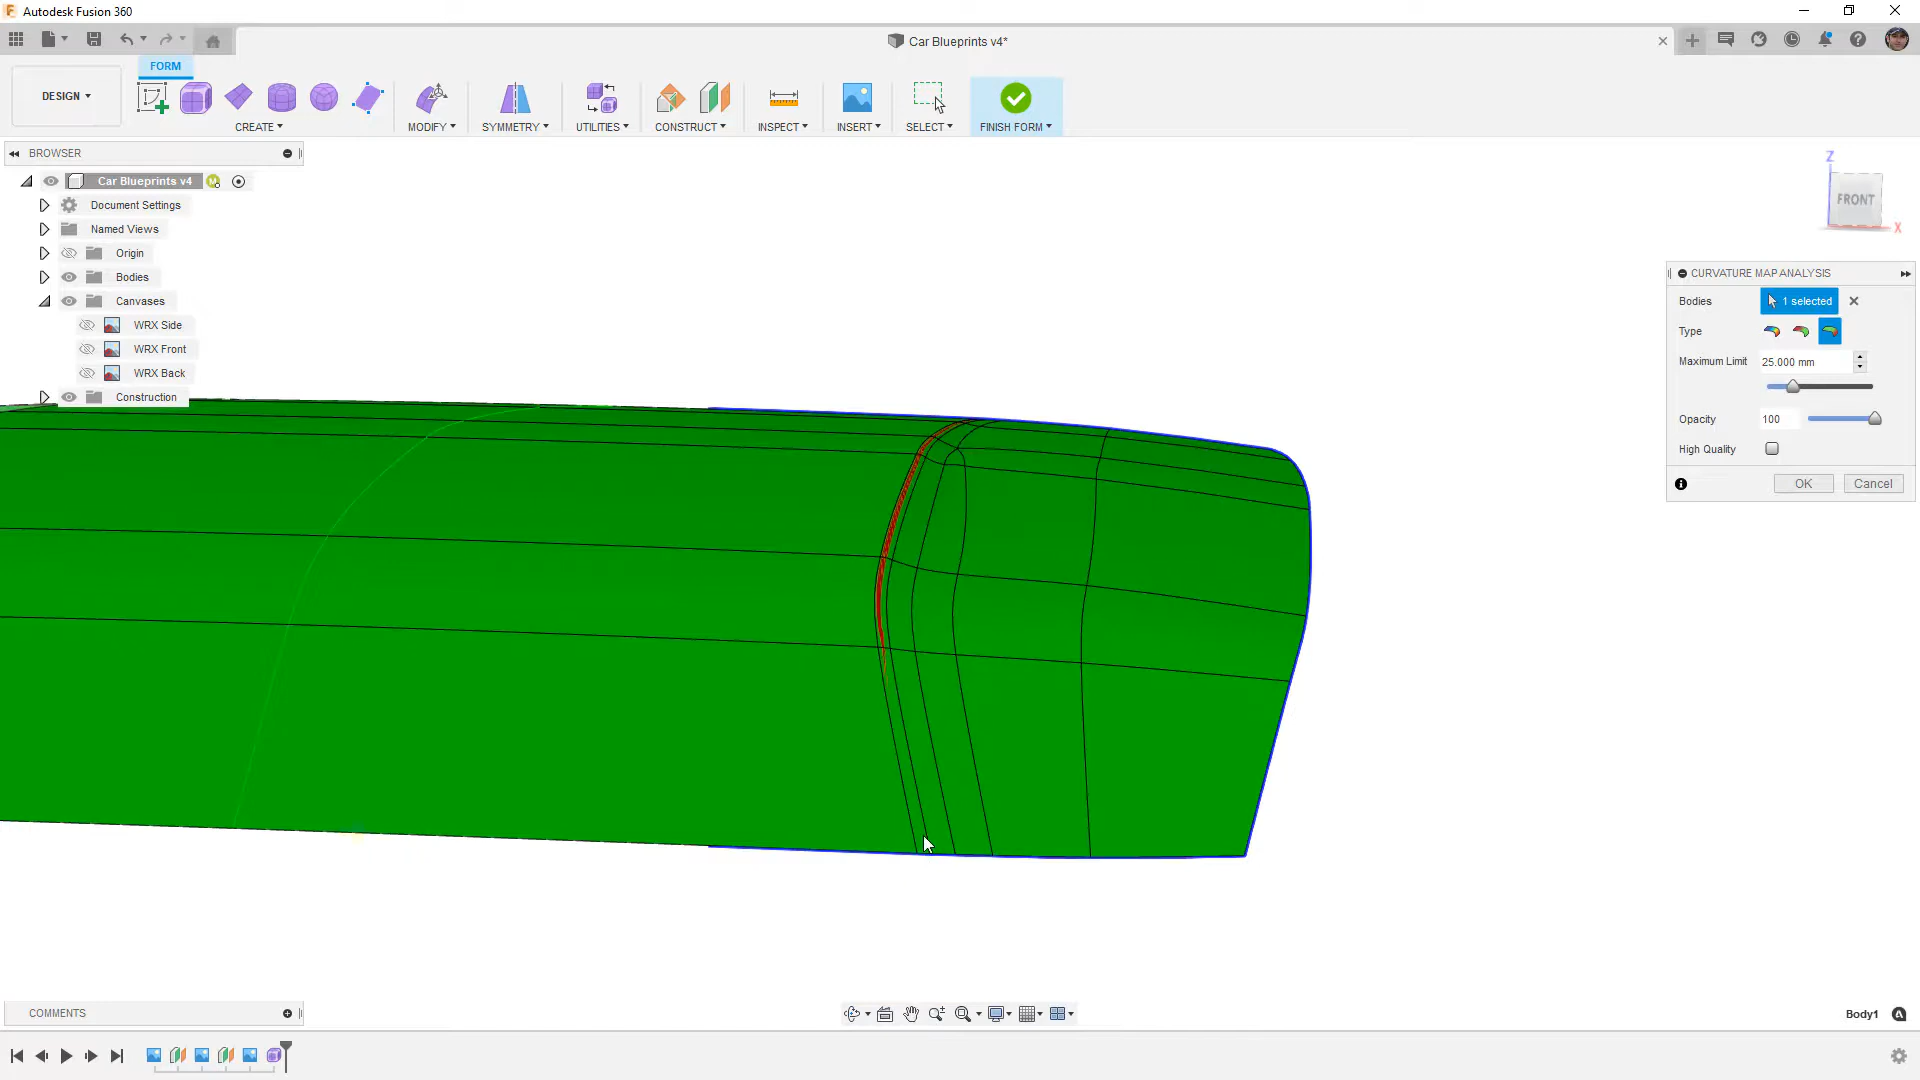 Autodesk Fusion 360
Car Blueprints v4*
FORM
DESIGN
CREATE
MODIFY
SYMMETRY
UTILITIES
CONSTRUCT
INSPECT
INSERT
SELECT
FINISH FORM
BROWSER
Car Blueprints v4
Document Settings
Named Views
Origin
Bodies
Canvases
WRX Side
WRX Front
WRX Back
Construction
Z
FRONT
X
CURVATURE MAP ANALYSIS
Bodies 1 selected
Type
Maximum Limit 25.000 mm
Opacity 100
High Quality
OK Cancel
COMMENTS
Body1